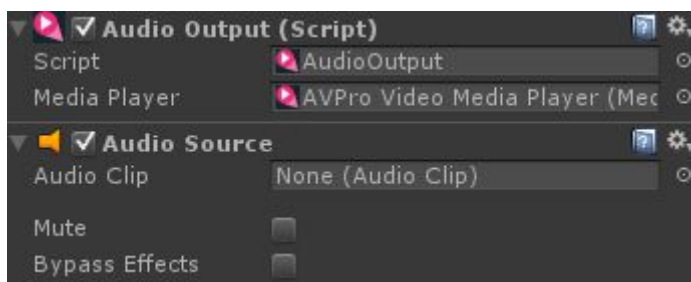 Audio Output (Script)
Script AudioOutput
Media Player AVPro Video Media Player (Mec
Audio Source
Audio Clip None (Audio Clip)
Mute
Bypass Effects